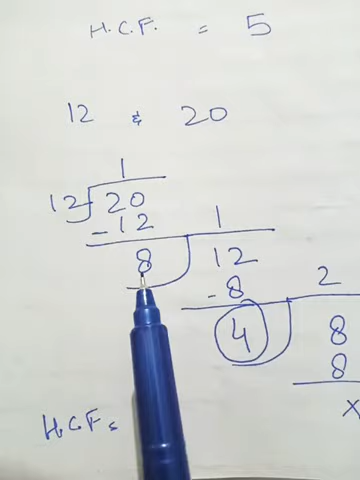 H.C.F. = 5
12 & 20
1
12 20
- 12 1
8 12
- 8 2
4 8
8
x
H.C.F =